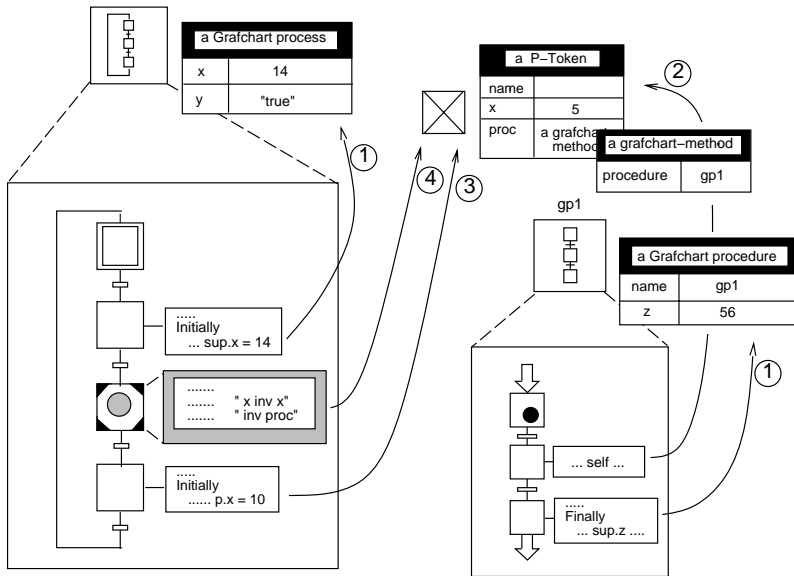 a Grafchart process
x 14
y "true"
a P–Token
name
x 5
proc a grafchart
method
2
a grafchart–method
procedure gp1
1
4
3
gp1
a Grafchart procedure
name gp1
z 56
.....
Initially
... sup.x = 14
....... " x inv x"
....... " inv proc"
.......
.....
Initially
...... p.x = 10
1
... self ...
.....
Finally
... sup.z ....